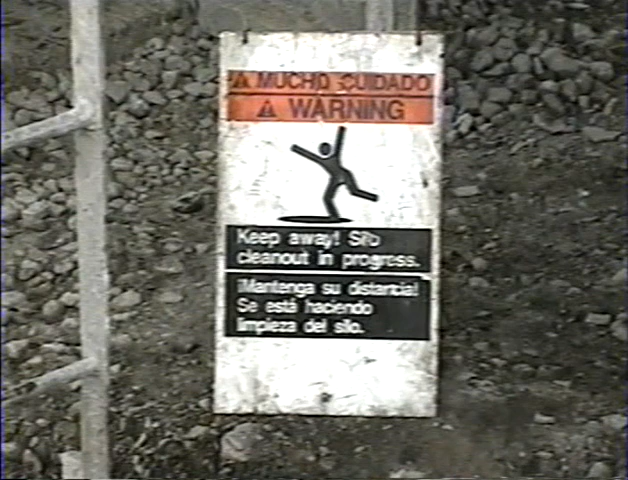 MUCHO CUIDADO
WARNING
Keep away! Silo
cleanout in progress.
¡Mantenga su distancia!
Se está haciendo
limpieza del silo.